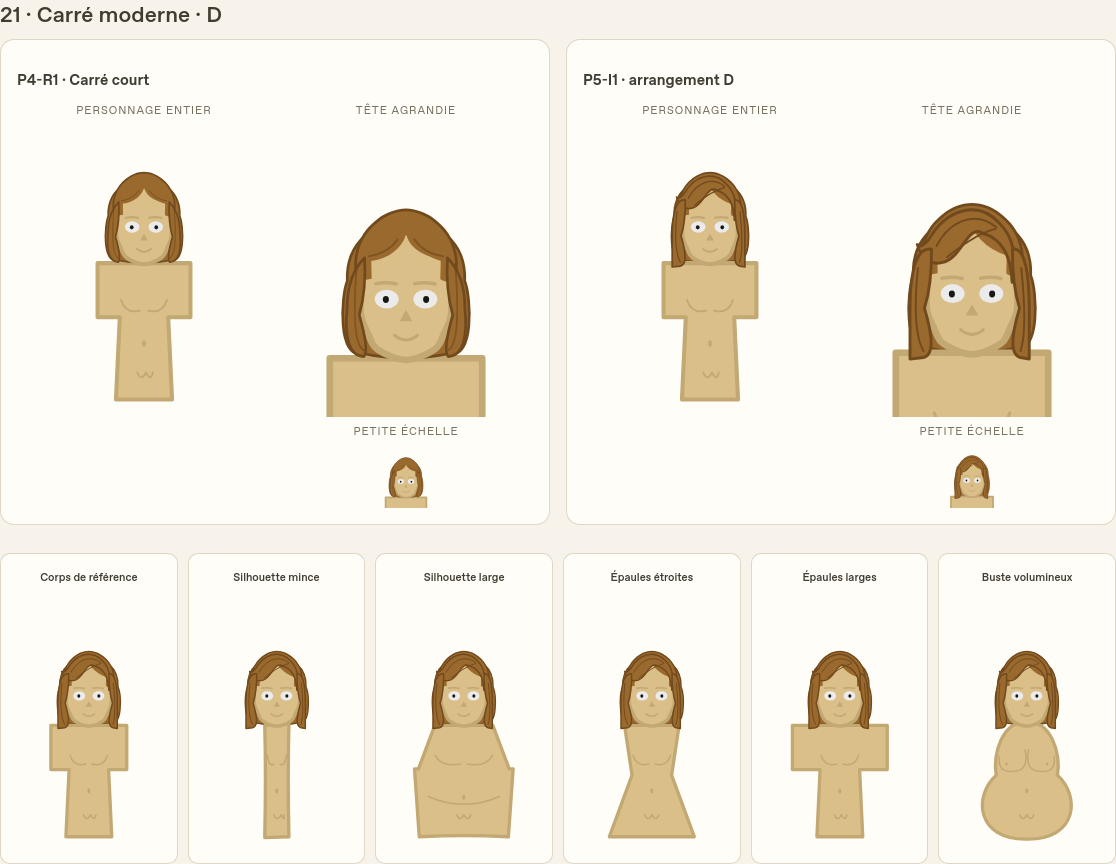 21 · Carré moderne · D
P4-R1 · Carré court
PERSONNAGE ENTIER
TÊTE AGRANDIE
PETITE ÉCHELLE
P5-I1 · arrangement D
PERSONNAGE ENTIER
TÊTE AGRANDIE
PETITE ÉCHELLE
Corps de référence
Silhouette mince
Silhouette large
Épaules étroites
Épaules larges
Buste volumineux